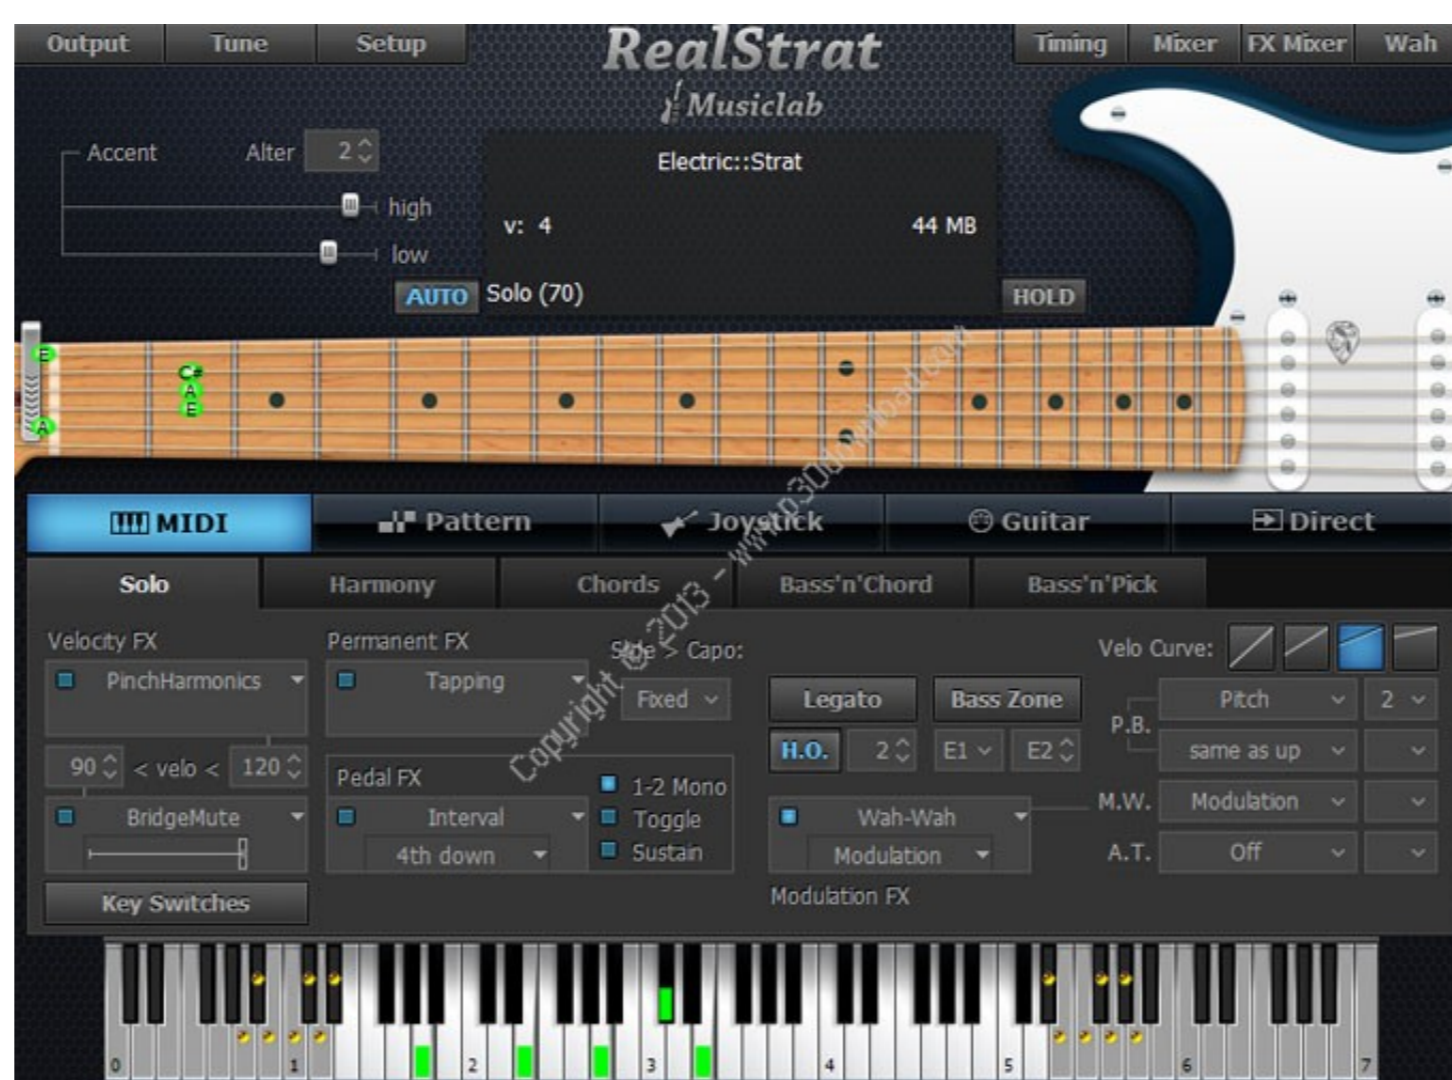 Output Tune Setup RealStrat Timing Mixer FX Mixer Wah
Musiclab
Accent Alter 2
Electric::Strat
high
v: 4 44 MB
low
AUTO Solo (70) HOLD
E
C#
A
E
A
MIDI Pattern Joystick Guitar Direct
Solo Harmony Chords Bass'n'Chord Bass'n'Pick
Velocity FX Permanent FX Slide > Capo: Velo Curve:
PinchHarmonics Tapping Fixed Legato Bass Zone Pitch 2
P.B.
90 < velo < 120 H.O. 2 E1 E2 same as up
Pedal FX 1-2 Mono
BridgeMute Interval Toggle Wah-Wah M.W. Modulation
4th down Sustain Modulation A.T. Off
Key Switches Modulation FX
0 1 2 3 4 5 6 7
Copyright © 2013 - www.p30download.com